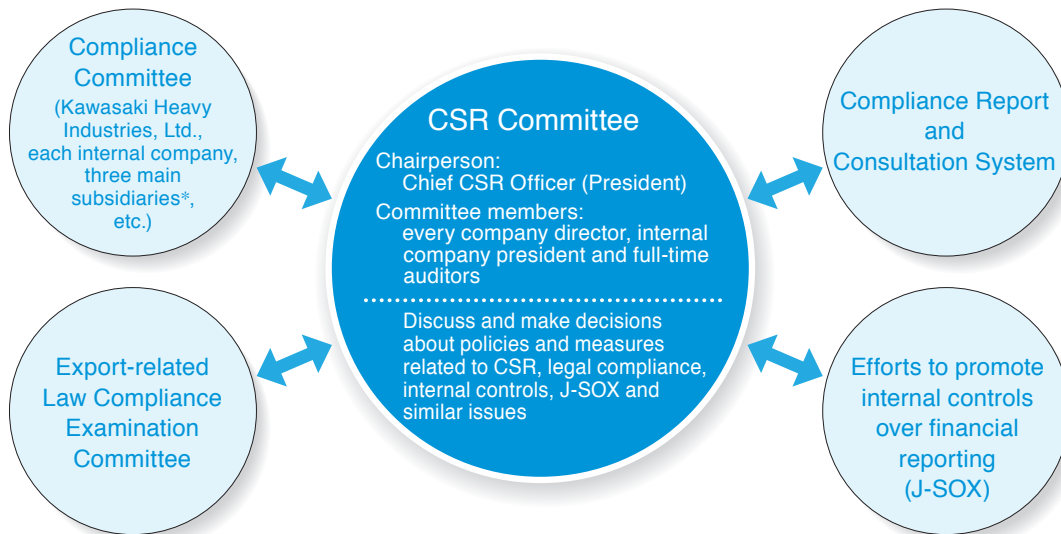 Compliance
Committee
(Kawasaki Heavy
Industries, Ltd.,
each internal company,
three main
subsidiaries*,
etc.)
CSR Committee
Chairperson:
Chief CSR Officer (President)
Committee members:
every company director, internal
company president and full-time
auditors
Discuss and make decisions
about policies and measures
related to CSR, legal compliance,
internal controls, J-SOX and
similar issues
Compliance Report
and
Consultation System
Export-related
Law Compliance
Examination
Committee
Efforts to promote
internal controls
over financial
reporting
(J-SOX)